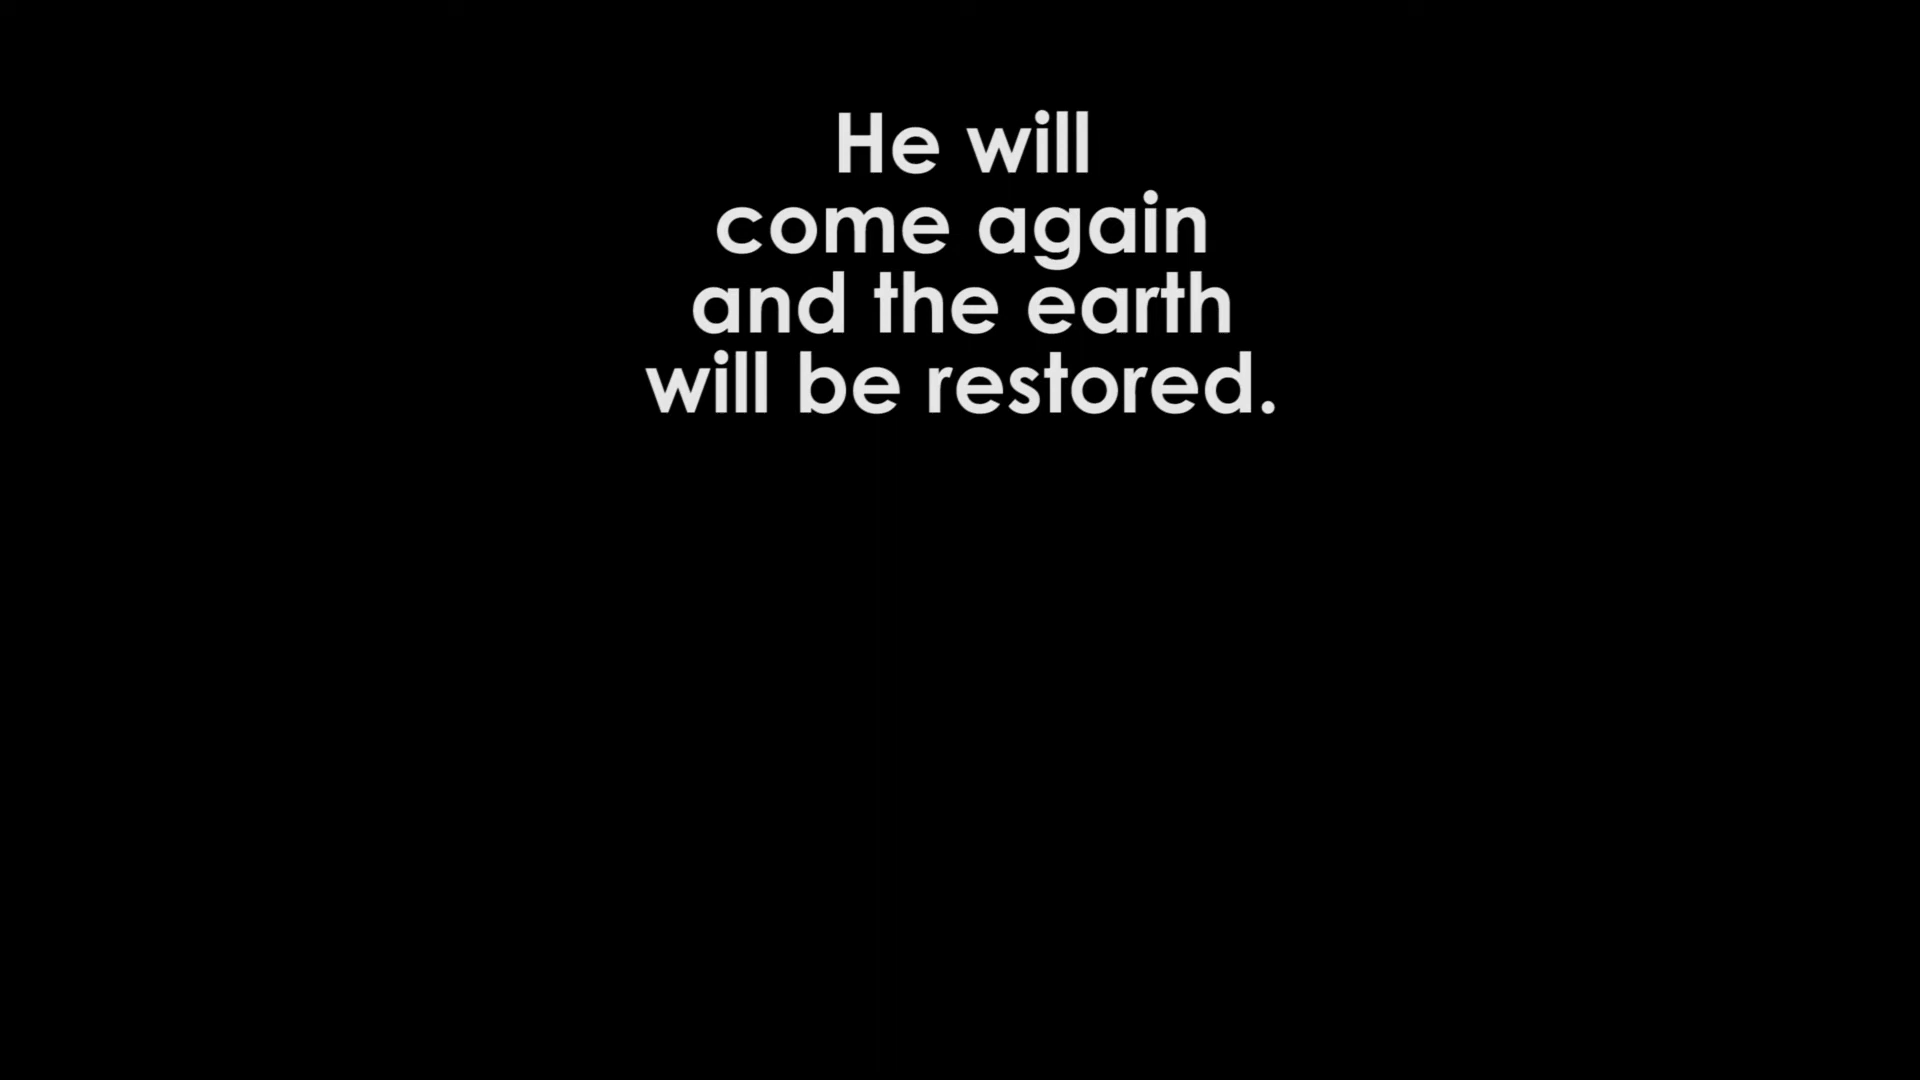 He will
come again
and the earth
will be restored.